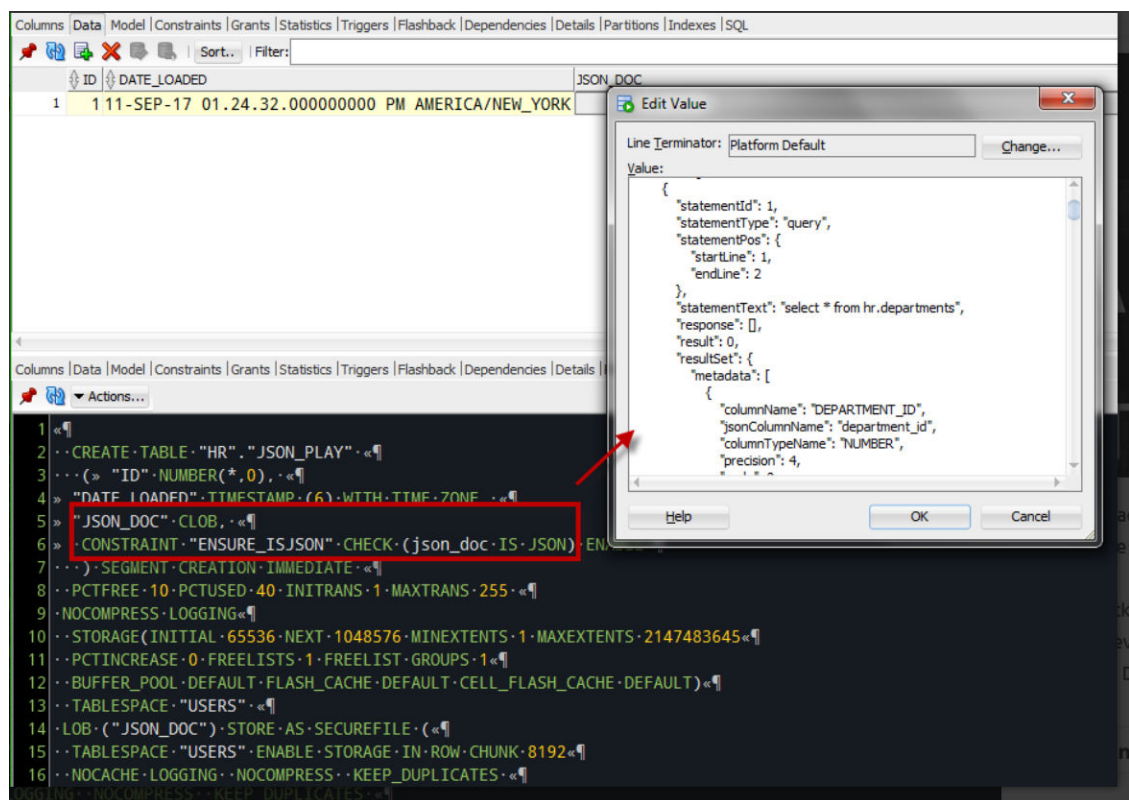 Columns |Data |Model |Constraints |Grants |Statistics |Triggers |Flashback |Dependencies |Details |Partitions |Indexes |SQL
Sort.. |Filter:
ID DATE_LOADED JSON_DOC
1 1 11-SEP-17 01.24.32.000000000 PM AMERICA/NEW_YORK
Edit Value
Line Terminator: Platform Default Change...
Value:
{
"statementId": 1,
"statementType": "query",
"statementPos": {
"startLine": 1,
"endLine": 2
},
"statementText": "select * from hr.departments",
"response": [],
"result": 0,
"resultSet": {
"metadata": [
{
"columnName": "DEPARTMENT_ID",
"jsonColumnName": "department_id",
"columnTypeName": "NUMBER",
"precision": 4,
Help OK Cancel
Columns |Data |Model |Constraints |Grants |Statistics |Triggers |Flashback |Dependencies |Details |
Actions...
1 «¶
2 ··CREATE·TABLE·"HR"."JSON_PLAY"·«¶
3 ···(» "ID"·NUMBER(*,0),·«¶
4 » "DATE_LOADED"·TIMESTAMP·(6)·WITH·TIME·ZONE,·«¶
5 » "JSON_DOC"·CLOB,·«¶
6 » ·CONSTRAINT·"ENSURE_ISJSON"·CHECK·(json_doc·IS·JSON)
7 ···)·SEGMENT·CREATION·IMMEDIATE·«¶
8 ··PCTFREE·10·PCTUSED·40·INITRANS·1·MAXTRANS·255·«¶
9 ·NOCOMPRESS·LOGGING«¶
10 ··STORAGE(INITIAL·65536·NEXT·1048576·MINEXTENTS·1·MAXEXTENTS·2147483645«¶
11 ··PCTINCREASE·0·FREELISTS·1·FREELIST·GROUPS·1«¶
12 ··BUFFER_POOL·DEFAULT·FLASH_CACHE·DEFAULT·CELL_FLASH_CACHE·DEFAULT)«¶
13 ··TABLESPACE·"USERS"·«¶
14 ·LOB·("JSON_DOC")·STORE·AS·SECUREFILE·(«¶
15 ··TABLESPACE·"USERS"·ENABLE·STORAGE·IN·ROW·CHUNK·8192«¶
16 ··NOCACHE·LOGGING··NOCOMPRESS··KEEP_DUPLICATES·«¶